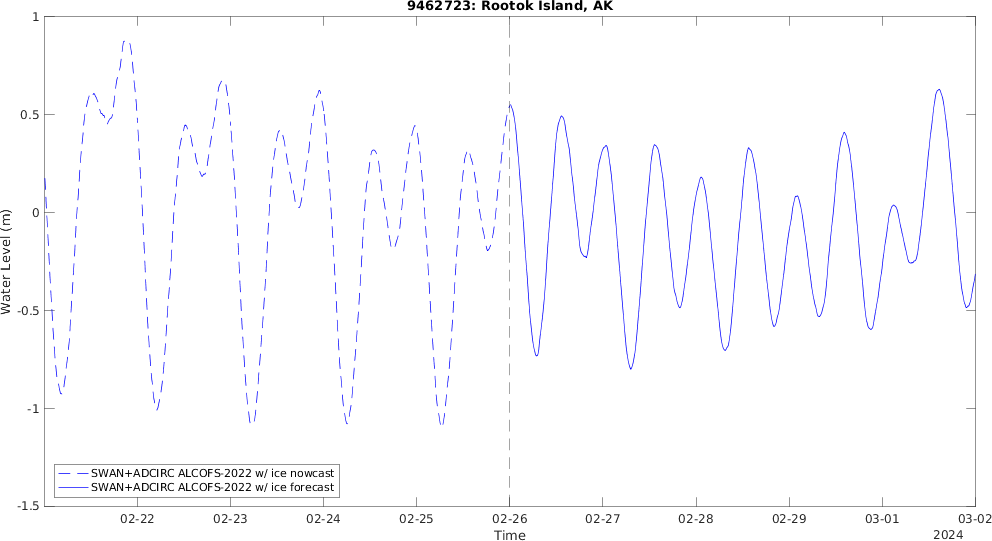 9462723: Rootok Island, AK
Water Level (m)
1
0.5
0
-0.5
-1
-1.5
SWAN+ADCIRC ALCOFS-2022 w/ ice nowcast
SWAN+ADCIRC ALCOFS-2022 w/ ice forecast
02-22 02-23 02-24 02-25 02-26 02-27 02-28 02-29 03-01 03-02
Time
2024